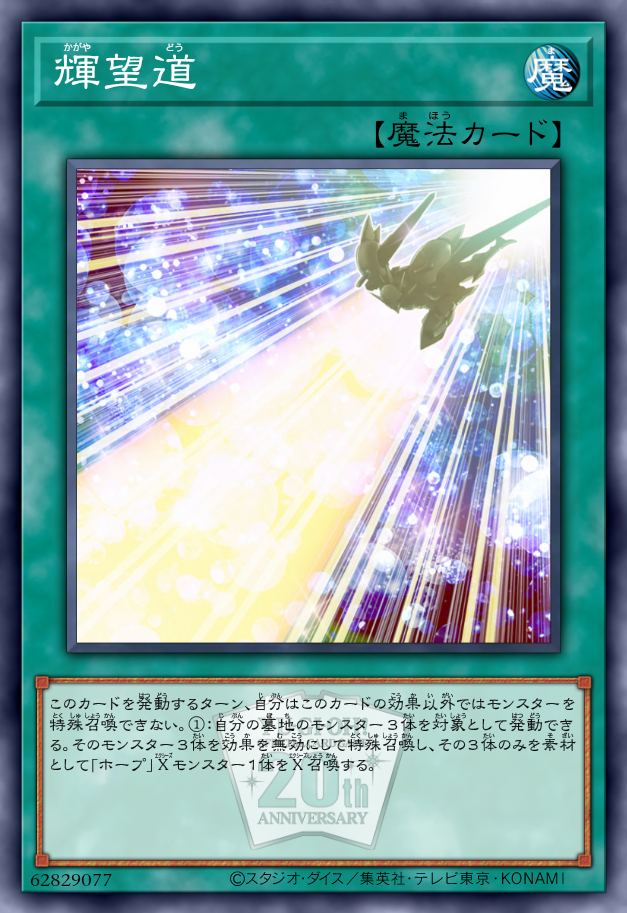 輝望道
魔
【魔法カード】
このカードを発動するターン、自分はこのカードの効果以外ではモンスターを
特殊召喚できない。①:自分の墓地のモンスター3体を対象として発動でき
る。そのモンスター3体を効果を無効にして特殊召喚し、その3体のみを素材
として「ホープ」Xモンスター1体をX召喚する。
20th
ANNIVERSARY
62829077
©スタジオ・ダイス/集英社・テレビ東京・KONAMI